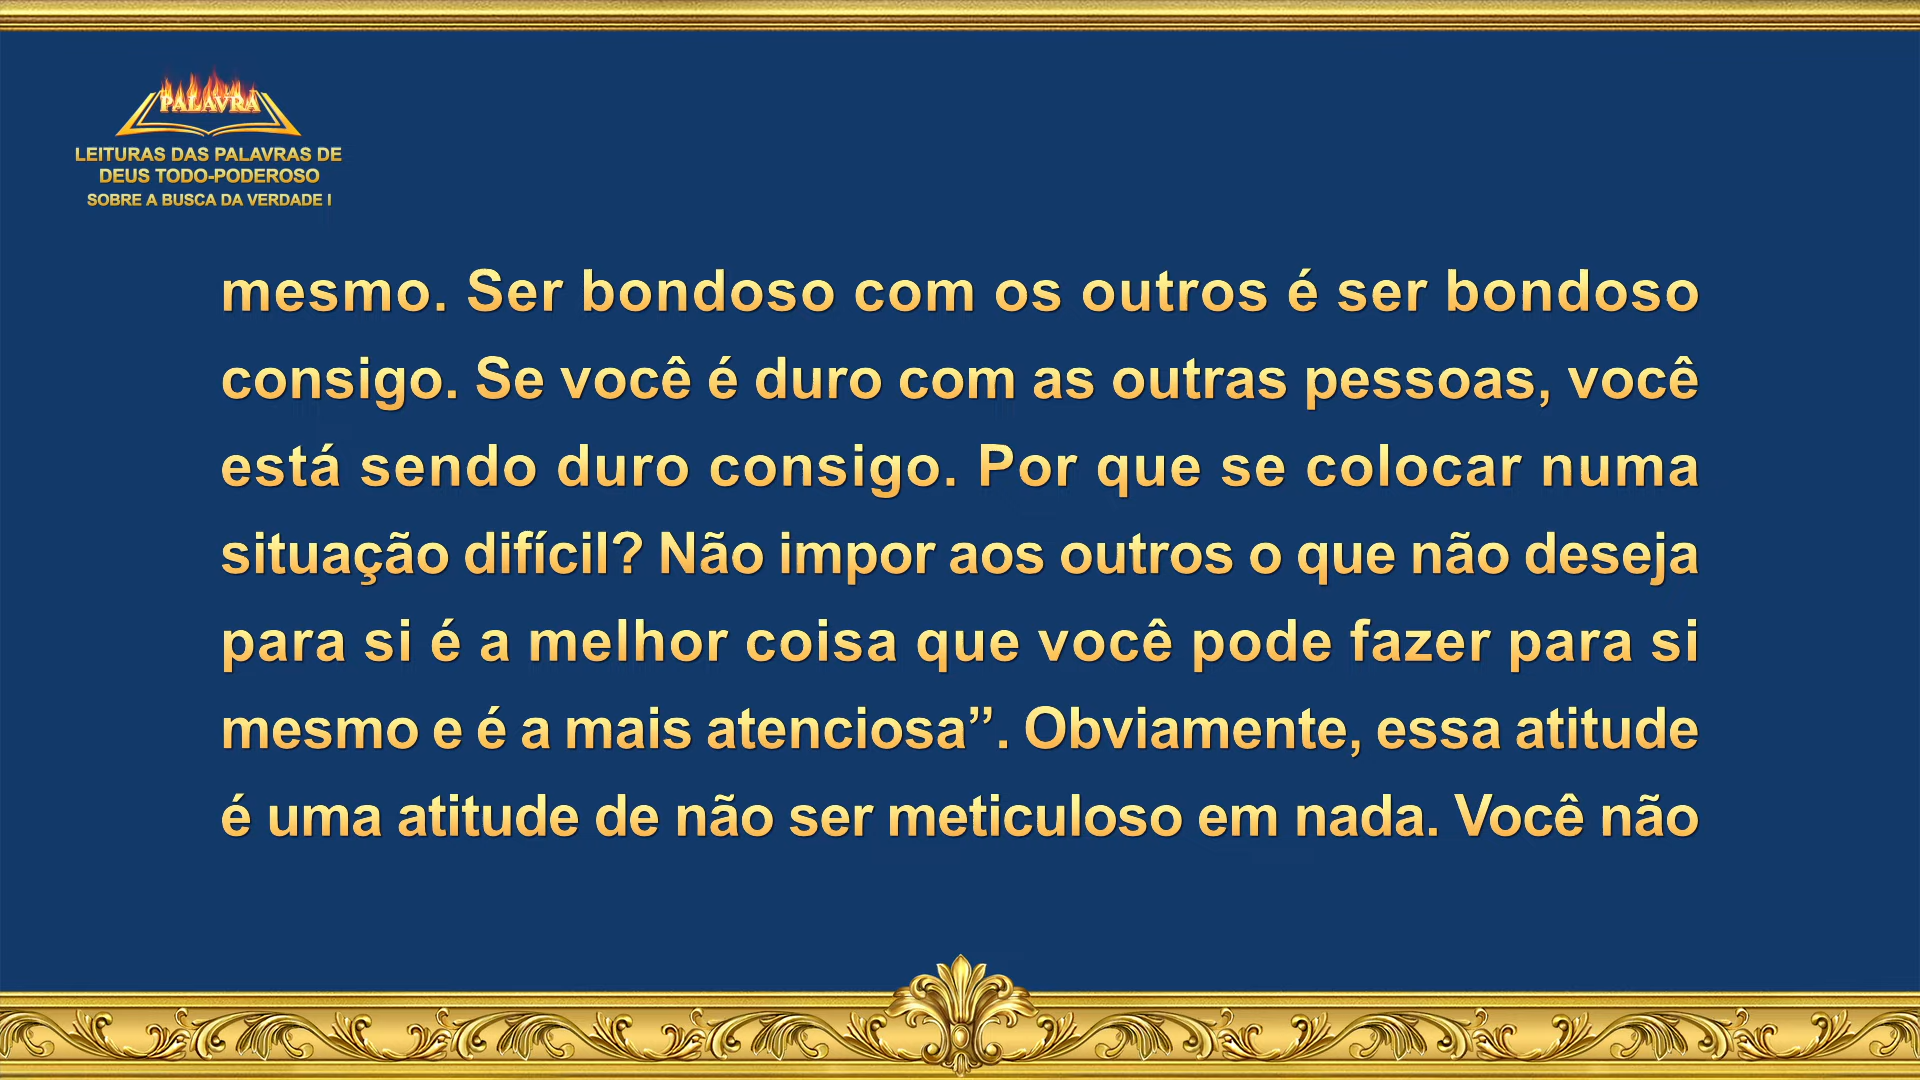 PALAVRA
LEITURAS DAS PALAVRAS DE
DEUS TODO-PODEROSO
SOBRE A BUSCA DA VERDADE I
mesmo. Ser bondoso com os outros é ser bondoso
consigo. Se você é duro com as outras pessoas, você
está sendo duro consigo. Por que se colocar numa
situação difícil? Não impor aos outros o que não deseja
para si é a melhor coisa que você pode fazer para si
mesmo e é a mais atenciosa”. Obviamente, essa atitude
é uma atitude de não ser meticuloso em nada. Você não